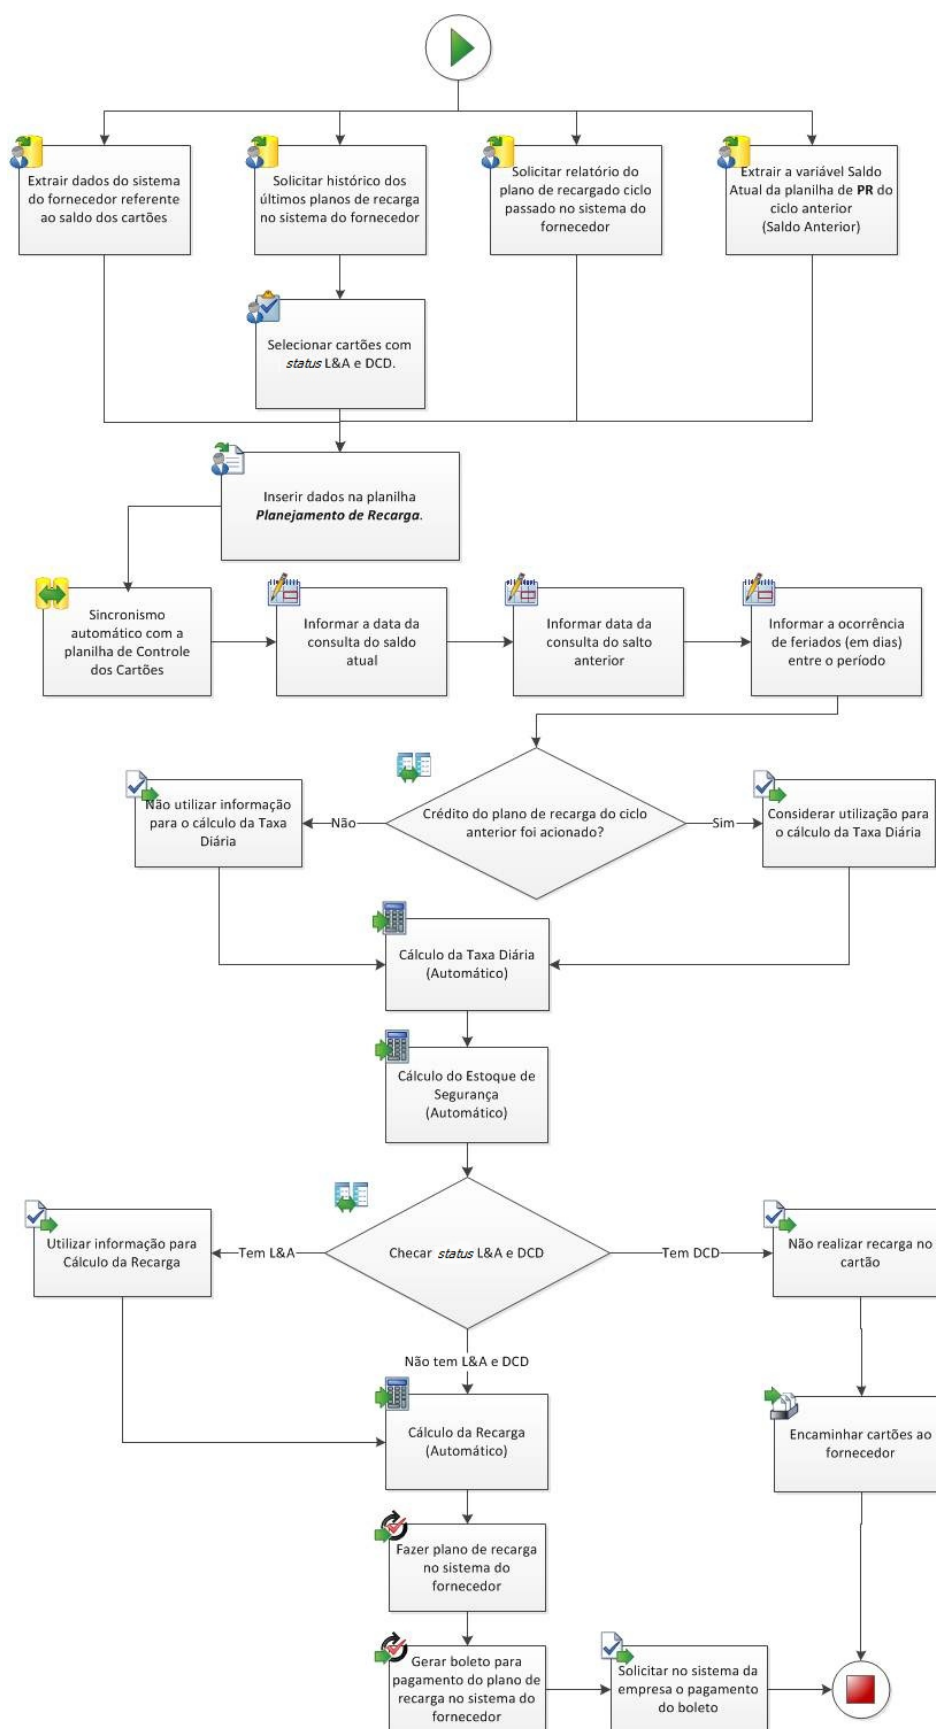 Extrair dados do sistema
do fornecedor referente
ao saldo dos cartões
Solicitar histórico dos
últimos planos de recarga
no sistema do fornecedor
Solicitar relatório do
plano de recargado ciclo
passado no sistema do
fornecedor
Extrair a variável Saldo
Atual da planilha de PR do
ciclo anterior
(Saldo Anterior)
Selecionar cartões com
status L&A e DCD.
Inserir dados na planilha
Planejamento de Recarga.
Sincronismo
automático com a
planilha de Controle
dos Cartões
Informar a data da
consulta do saldo
atual
Informar data da
consulta do salto
anterior
Informar a ocorrência
de feriados (em dias)
entre o período
Não utilizar informação
para o cálculo da Taxa
Diária
Não
Crédito do plano de recarga do ciclo
anterior foi acionado?
Sim
Considerar utilização para
o cálculo da Taxa Diária
Cálculo da Taxa Diária
(Automático)
Cálculo do Estoque de
Segurança
(Automático)
Utilizar informação para
Cálculo da Recarga
Tem L&A
Checar status L&A e DCD
Tem DCD
Não realizar recarga no
cartão
Não tem L&A e DCD
Cálculo da Recarga
(Automático)
Encaminhar cartões ao
fornecedor
Fazer plano de recarga
no sistema do
fornecedor
Gerar boleto para
pagamento do plano de
recarga no sistema do
fornecedor
Solicitar no sistema da
empresa o pagamento
do boleto